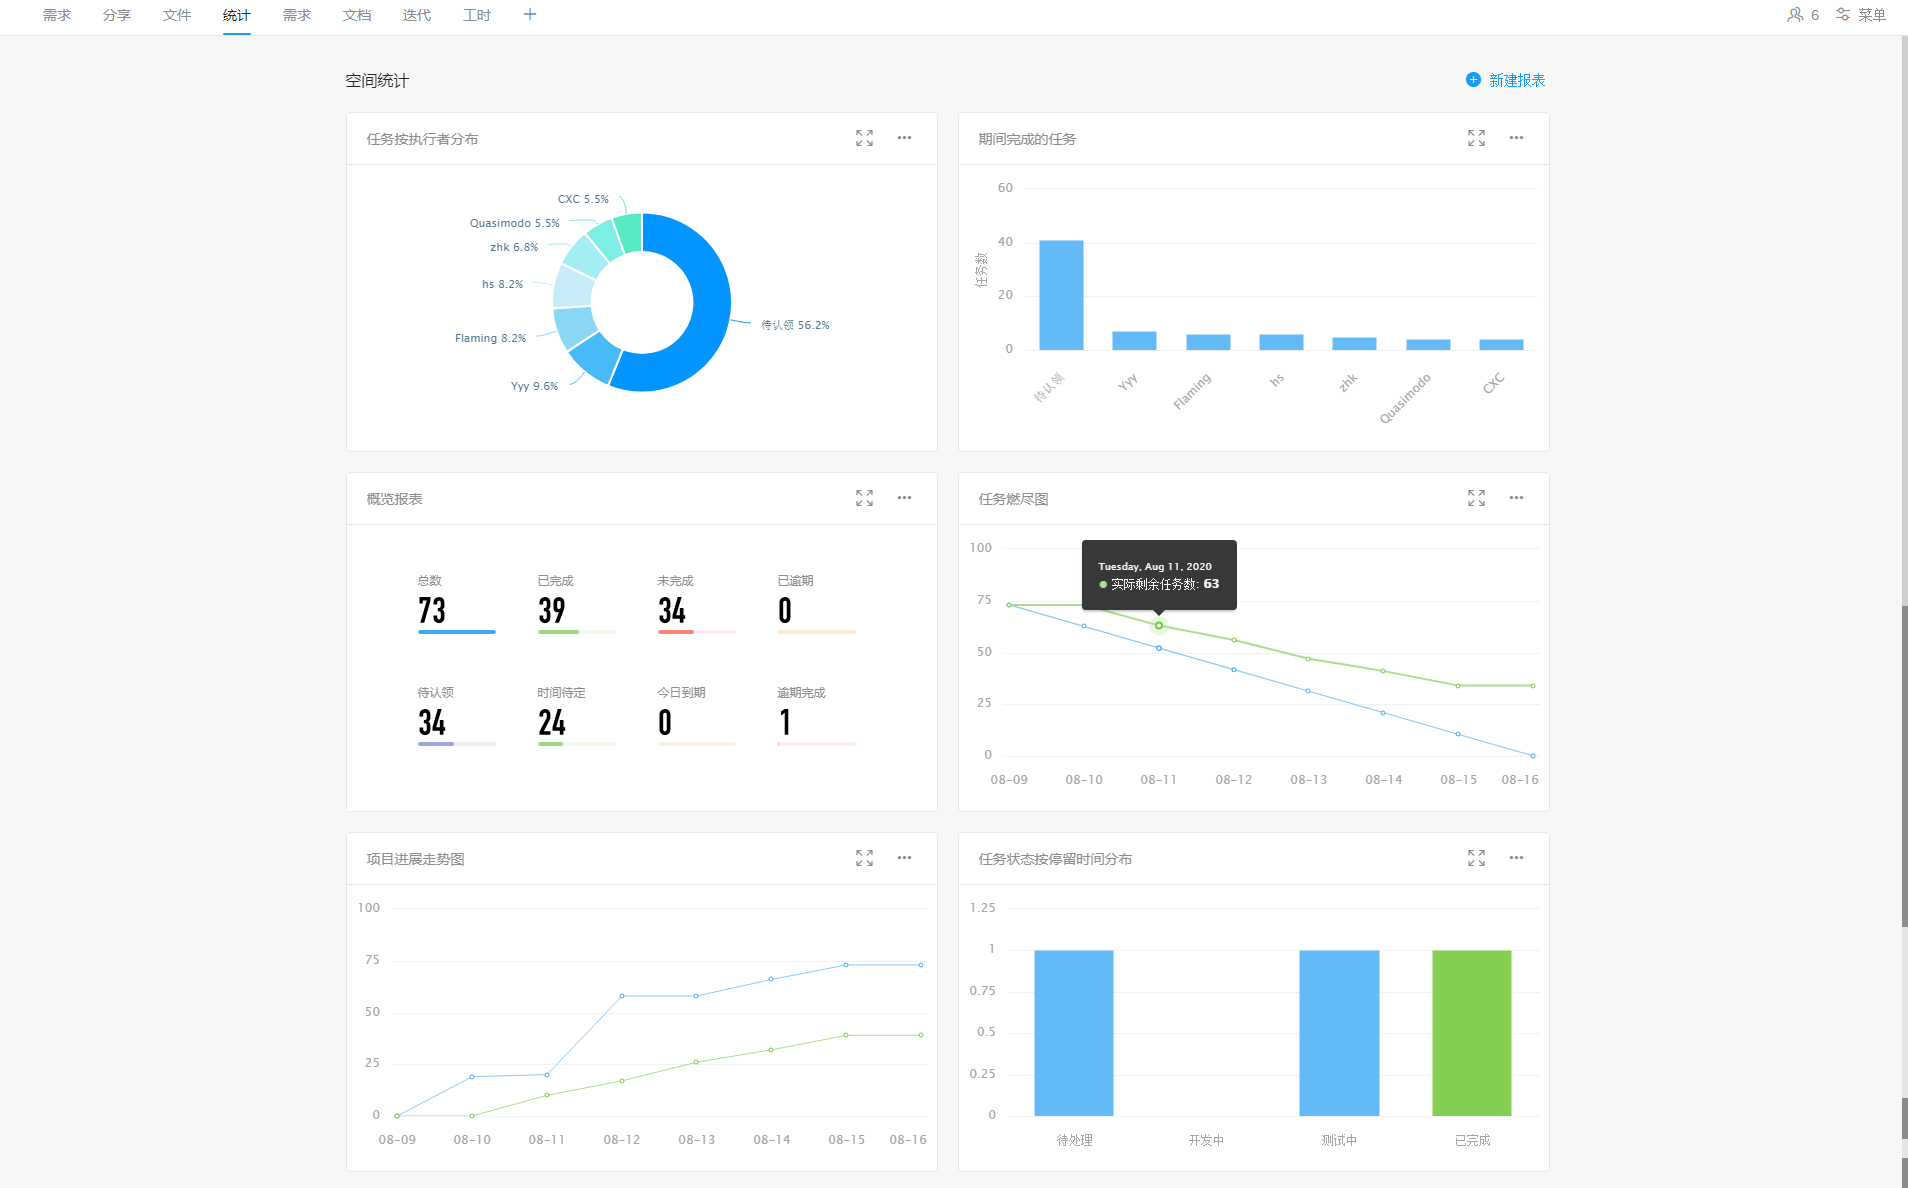 需求 分享 文件 统计 需求 文档 迭代 工时 6 菜单
空间统计 新建报表
任务按执行者分布
CXC 5.5%
Quasimodo 5.5%
zhk 6.8%
hs 8.2%
待认领 56.2%
Flaming 8.2%
Yyy 9.6%
期间完成的任务
60
40
20
0
任务数
待认领 Yyy Flaming hs zhk Quasimodo CXC
概览报表
总数 已完成 未完成 已逾期
73 39 34 0
待认领 时间待定 今日到期 逾期完成
34 24 0 1
任务燃尽图
100
75
50
25
0
Tuesday, Aug 11, 2020
实际剩余任务数: 63
08-09 08-10 08-11 08-12 08-13 08-14 08-15 08-16
项目进展走势图
100
75
50
25
0
08-09 08-10 08-11 08-12 08-13 08-14 08-15 08-16
任务状态按停留时间分布
1.25
1
0.75
0.5
0.25
0
待处理 开发中 测试中 已完成